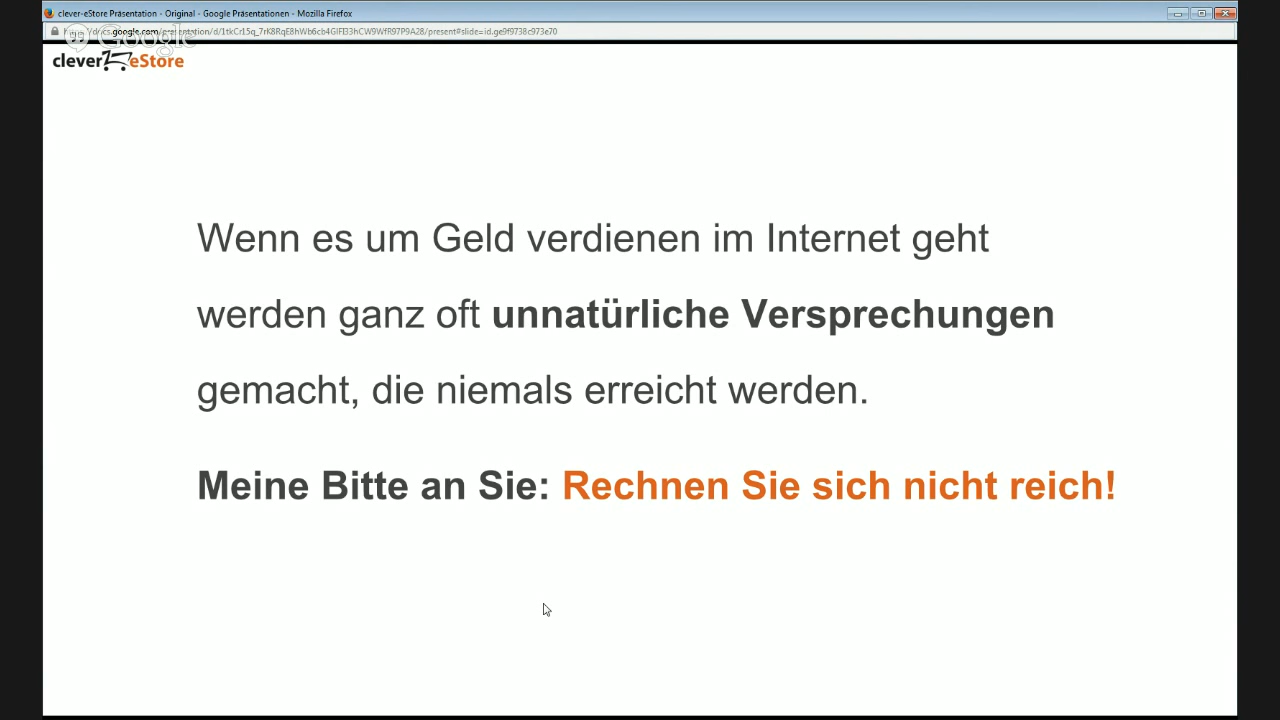 clever-eStore Präsentation - Original - Google Präsentationen - Mozilla Firefox
Google
clever eStore
Wenn es um Geld verdienen im Internet geht
werden ganz oft unnatürliche Versprechungen
gemacht, die niemals erreicht werden.
Meine Bitte an Sie: Rechnen Sie sich nicht reich!